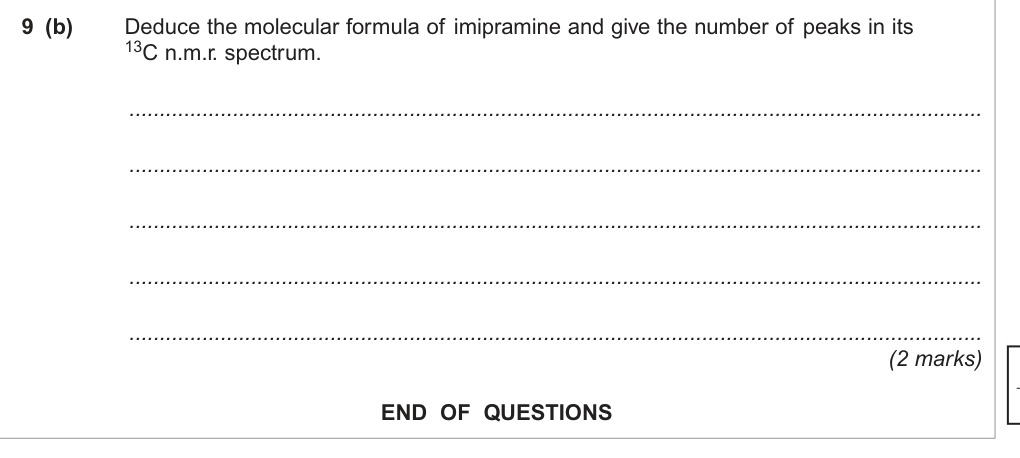 9 (b) Deduce the molecular formula of imipramine and give the number of peaks in its
¹³C n.m.r. spectrum.
(2 marks)
END OF QUESTIONS